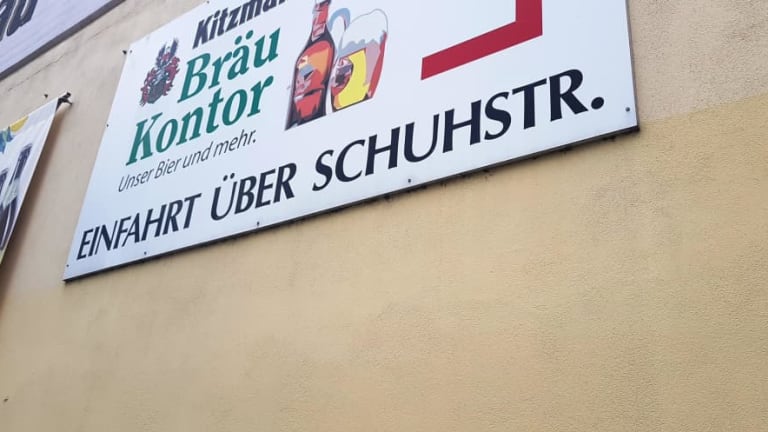 Bräu
Kontor
Unser Bier und mehr.
EINFAHRT ÜBER SCHUHSTR.